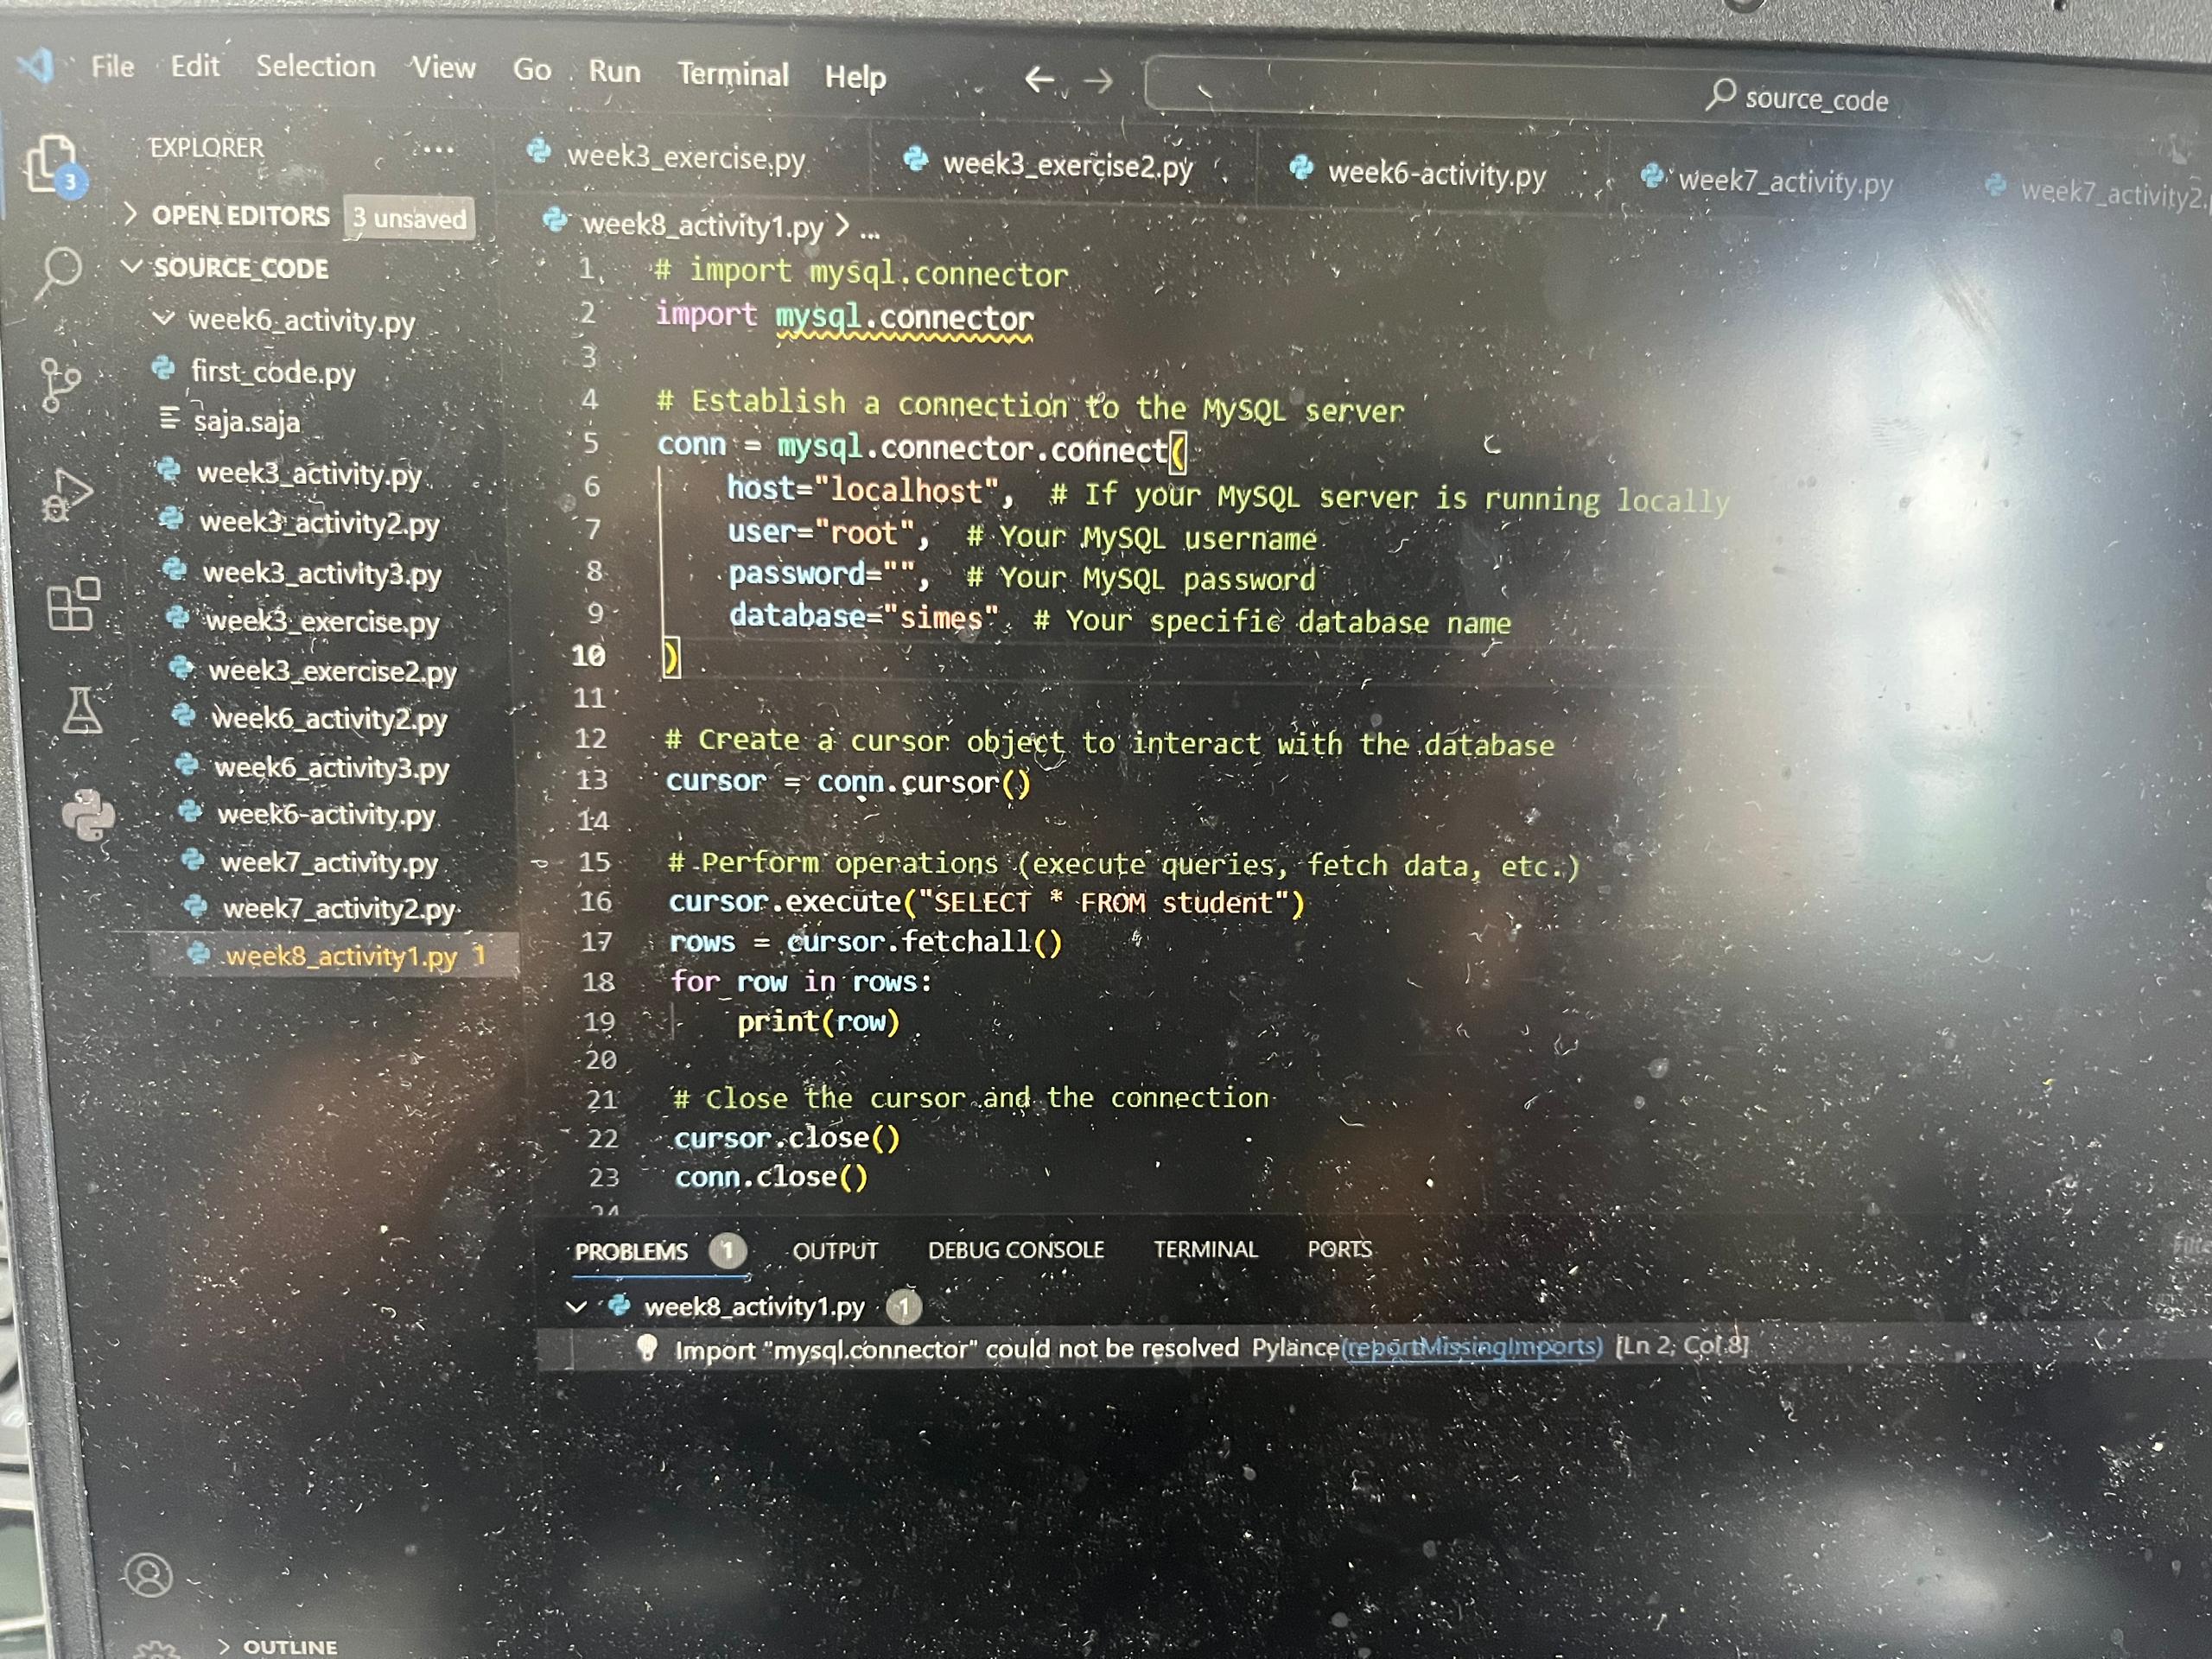 File Edit Selection View Go Run Terminal Help source_code
EXPLORER ...
OPEN EDITORS 3 unsaved
SOURCE_CODE
week6_activity.py
first_code.py
saja.saja
week3_activity.py
week3_activity2.py
week3_activity3.py
week3_exercise.py
week3_exercise2.py
week6_activity2.py
week6_activity3.py
week6-activity.py
week7_activity.py
week7_activity2.py
week8_activity1.py 1
OUTLINE
3
week3_exercise.py week3_exercise2.py week6-activity.py week7_activity.py week7_activity2.
week8_activity1.py > ...
1 # import mysql.connector
2 import mysql.connector
3
4 # Establish a connection to the MySQL server
5 conn = mysql.connector.connect(
6 host="localhost", # If your MySQL server is running locally
7 user="root", # Your MySQL username
8 password="", # Your MySQL password
9 database="simes" # Your specific database name
10 )
11
12 # Create a cursor object to interact with the database
13 cursor = conn.cursor()
14
15 # Perform operations (execute queries, fetch data, etc.)
16 cursor.execute("SELECT * FROM student")
17 rows = cursor.fetchall()
18 for row in rows:
19 print(row)
20
21 # Close the cursor and the connection
22 cursor.close()
23 conn.close()
24
PROBLEMS 1 OUTPUT DEBUG CONSOLE TERMINAL PORTS
week8_activity1.py 1
Import "mysql.connector" could not be resolved Pylance(reportMissingImports) [Ln 2, Col 8]